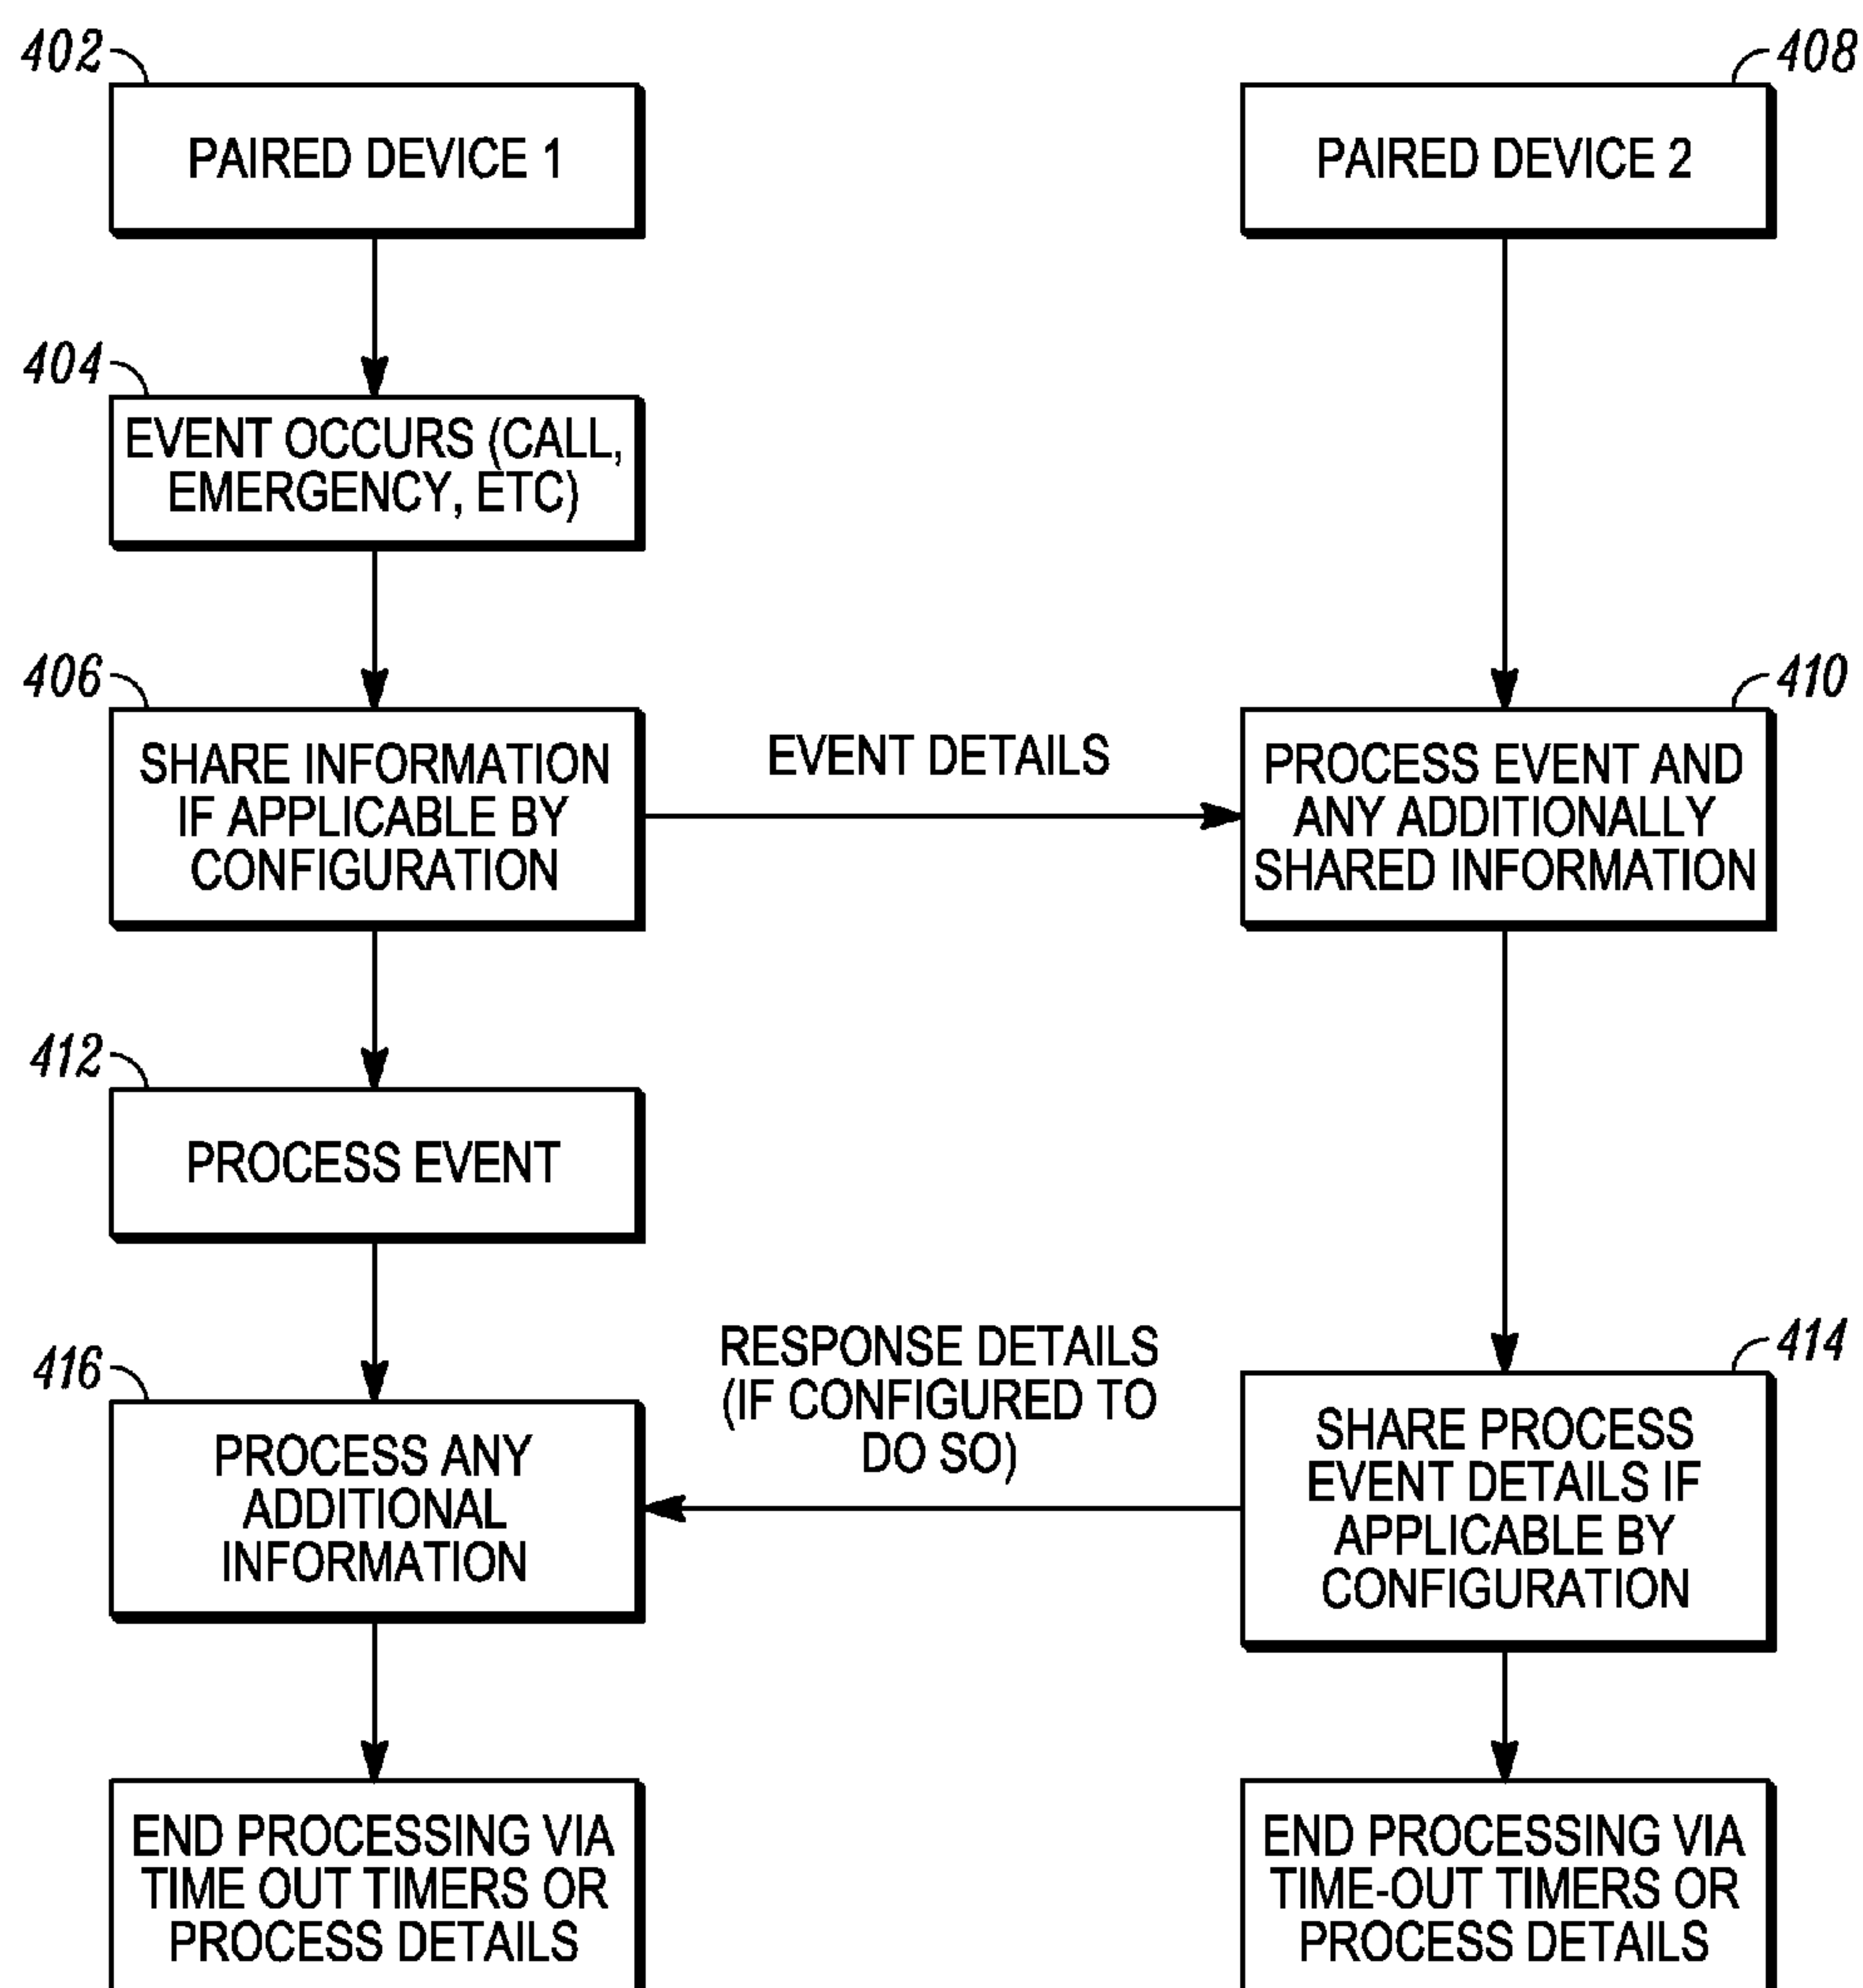 402
PAIRED DEVICE 1
408
PAIRED DEVICE 2
404
EVENT OCCURS (CALL,
EMERGENCY, ETC)
406
SHARE INFORMATION
IF APPLICABLE BY
CONFIGURATION
EVENT DETAILS
410
PROCESS EVENT AND
ANY ADDITIONALLY
SHARED INFORMATION
412
PROCESS EVENT
416
PROCESS ANY
ADDITIONAL
INFORMATION
RESPONSE DETAILS
(IF CONFIGURED TO
DO SO)
414
SHARE PROCESS
EVENT DETAILS IF
APPLICABLE BY
CONFIGURATION
END PROCESSING VIA
TIME OUT TIMERS OR
PROCESS DETAILS
END PROCESSING VIA
TIME-OUT TIMERS OR
PROCESS DETAILS